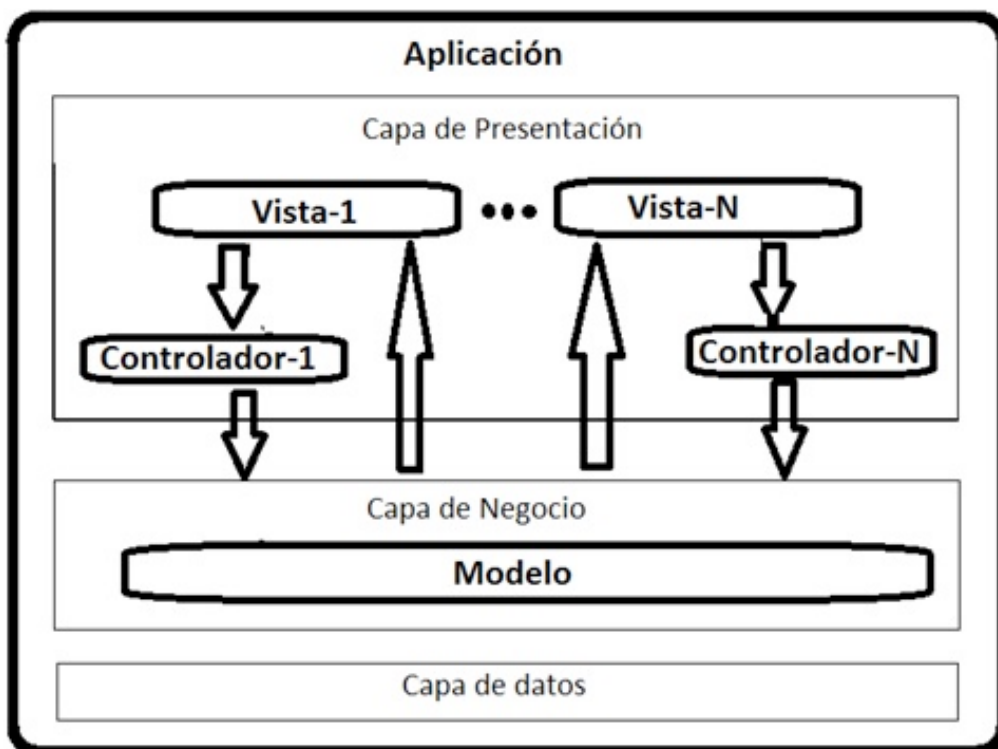 Aplicación
Capa de Presentación
Vista-1
Vista-N
Controlador-1
Controlador-N
Capa de Negocio
Modelo
Capa de datos